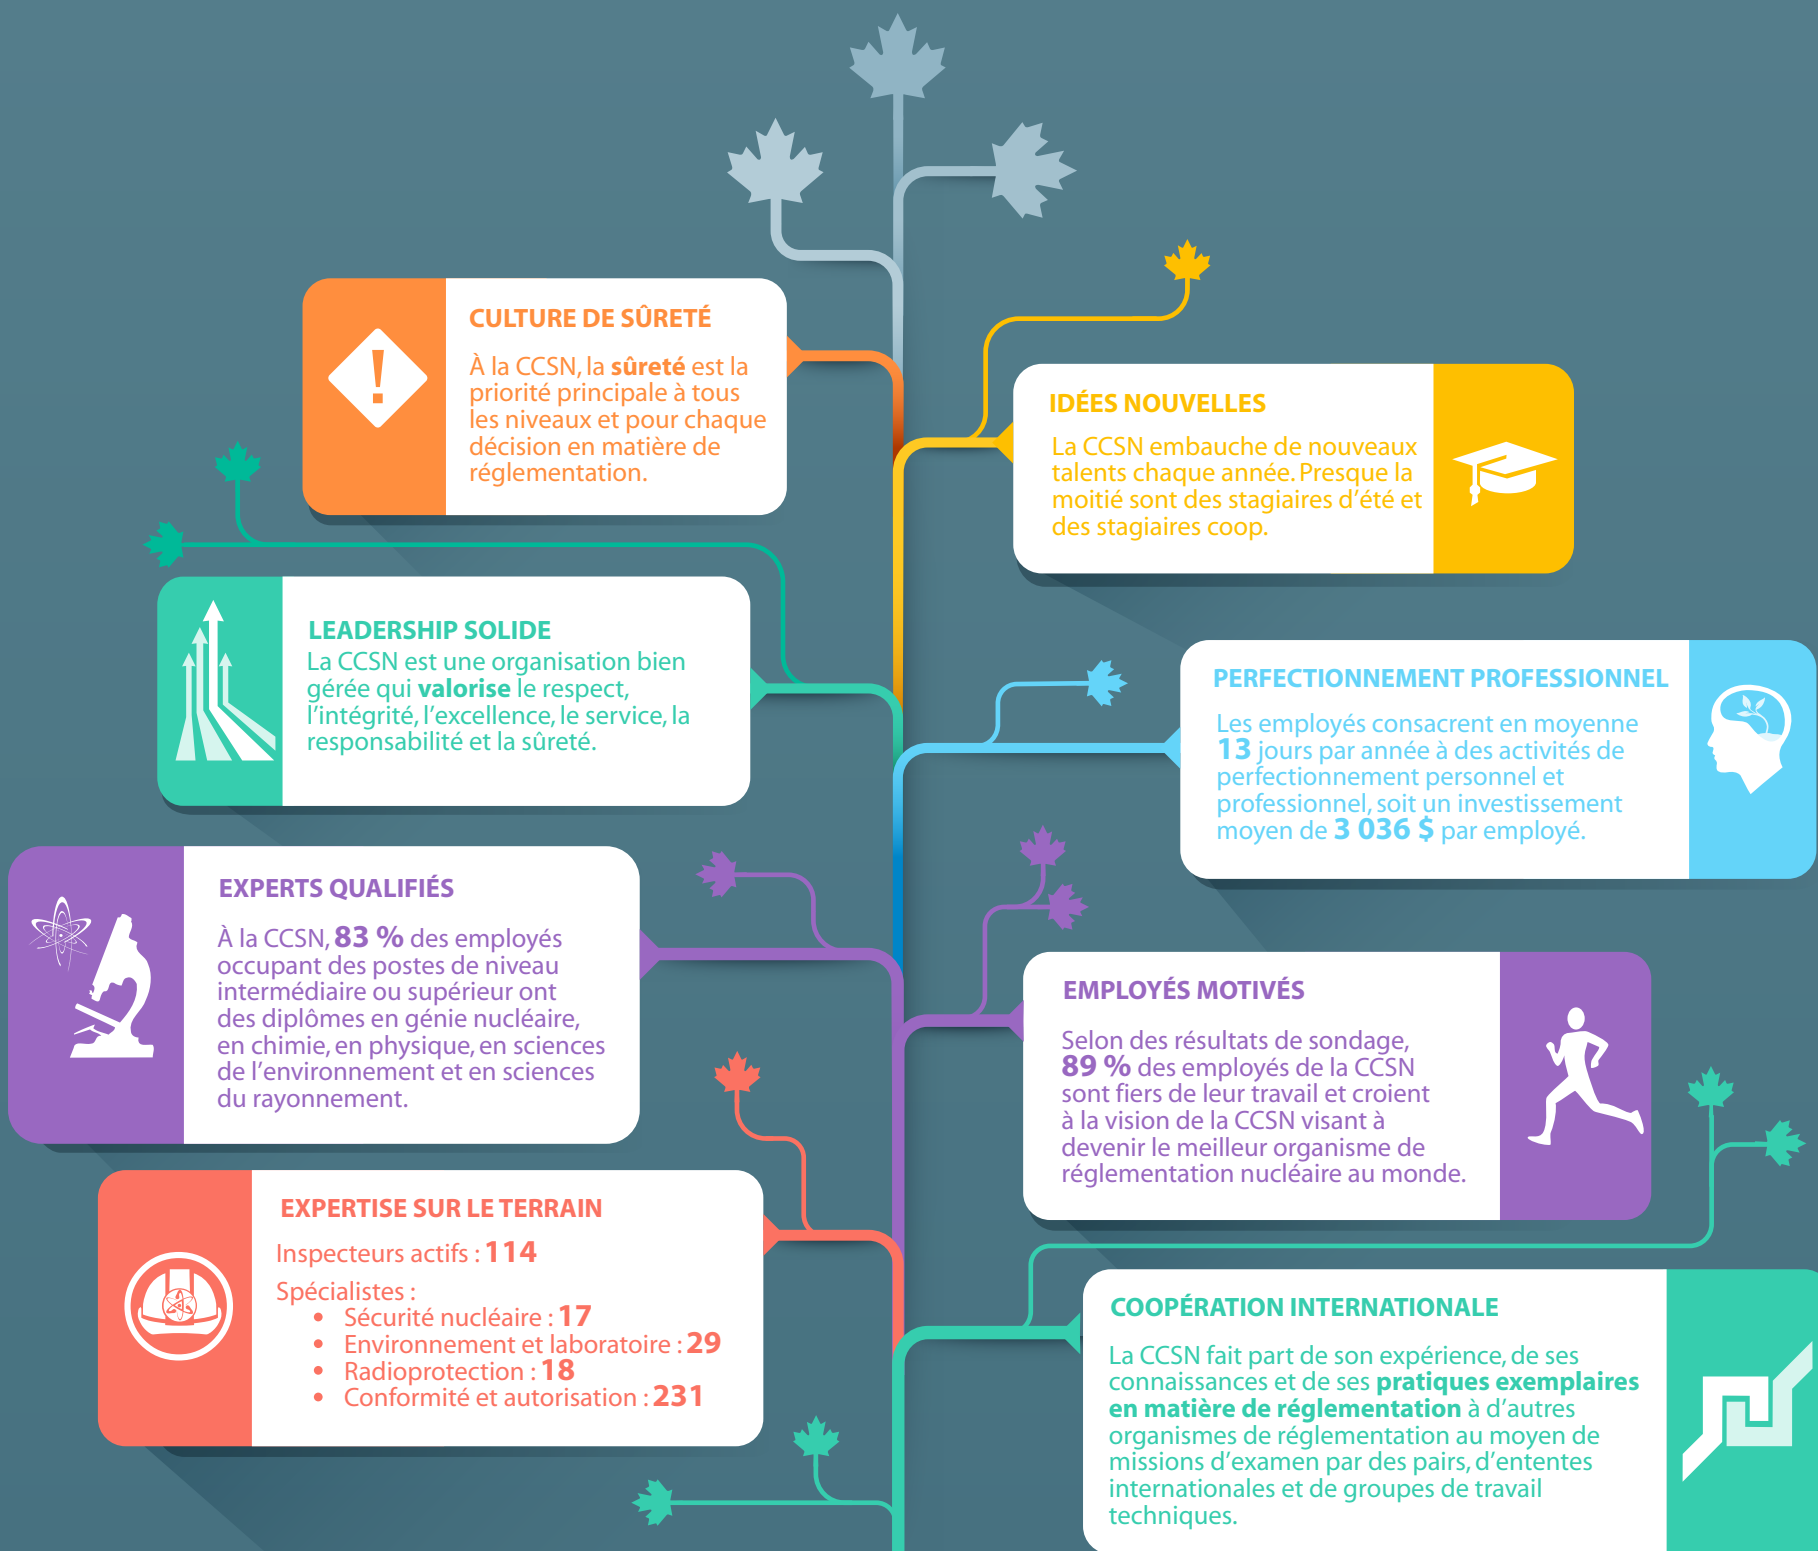 CULTURE DE SÛRETÉ
À la CCSN, la sûreté est la
priorité principale à tous
les niveaux et pour chaque
décision en matière de
réglementation.
IDÉES NOUVELLES
La CCSN embauche de nouveaux
talents chaque année. Presque la
moitié sont des stagiaires d'été et
des stagiaires coop.
LEADERSHIP SOLIDE
La CCSN est une organisation bien
gérée qui valorise le respect,
l'intégrité, l'excellence, le service, la
responsabilité et la sûreté.
PERFECTIONNEMENT PROFESSIONNEL
Les employés consacrent en moyenne
13 jours par année à des activités de
perfectionnement personnel et
professionnel, soit un investissement
moyen de 3 036 $ par employé.
EXPERTS QUALIFIÉS
À la CCSN, 83 % des employés
occupant des postes de niveau
intermédiaire ou supérieur ont
des diplômes en génie nucléaire,
en chimie, en physique, en sciences
de l'environnement et en sciences
du rayonnement.
EMPLOYÉS MOTIVÉS
Selon des résultats de sondage,
89 % des employés de la CCSN
sont fiers de leur travail et croient
à la vision de la CCSN visant à
devenir le meilleur organisme de
réglementation nucléaire au monde.
EXPERTISE SUR LE TERRAIN
Inspecteurs actifs : 114
Spécialistes :
• Sécurité nucléaire : 17
• Environnement et laboratoire : 29
• Radioprotection : 18
• Conformité et autorisation : 231
COOPÉRATION INTERNATIONALE
La CCSN fait part de son expérience, de ses
connaissances et de ses pratiques exemplaires
en matière de réglementation à d'autres
organismes de réglementation au moyen de
missions d'examen par des pairs, d'ententes
internationales et de groupes de travail
techniques.